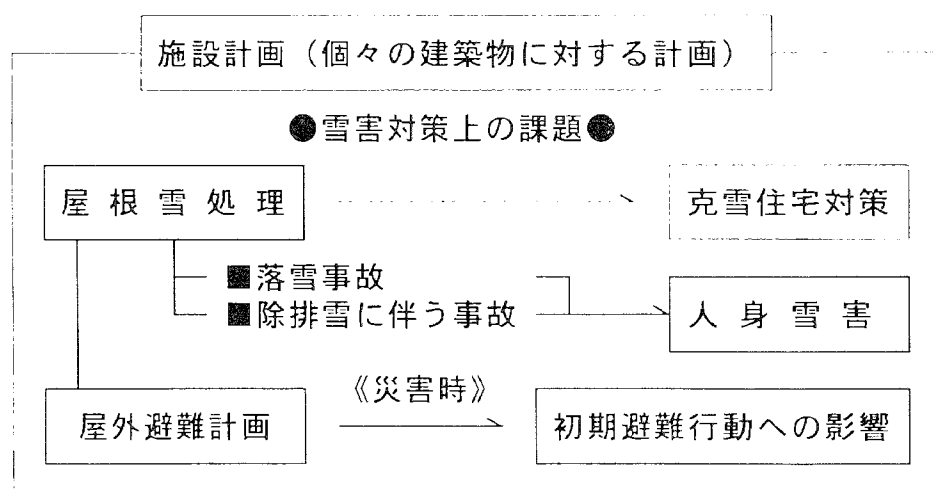 施設計画（個々の建築物に対する計画）
●雪害対策上の課題●
屋根雪処理
克雪住宅対策
■落雪事故
■除排雪に伴う事故
人身雪害
《災害時》
屋外避難計画
初期避難行動への影響